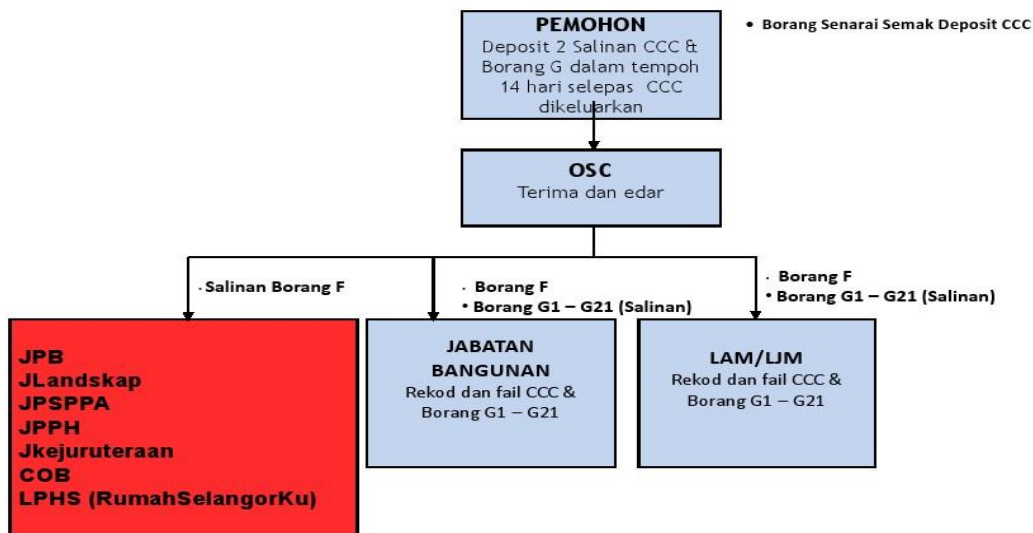 PEMOHON
Deposit 2 Salinan CCC &
Borang G dalam tempoh
14 hari selepas CCC
dikeluarkan
• Borang Senarai Semak Deposit CCC
OSC
Terima dan edar
· Salinan Borang F
· Borang F
• Borang G1 – G21 (Salinan)
· Borang F
• Borang G1 – G21 (Salinan)
JPB
JLandskap
JPSPPA
JPPH
Jkejuruteraan
COB
LPHS (RumahSelangorKu)
JABATAN
BANGUNAN
Rekod dan fail CCC &
Borang G1 – G21
LAM/LJM
Rekod dan fail CCC &
Borang G1 – G21